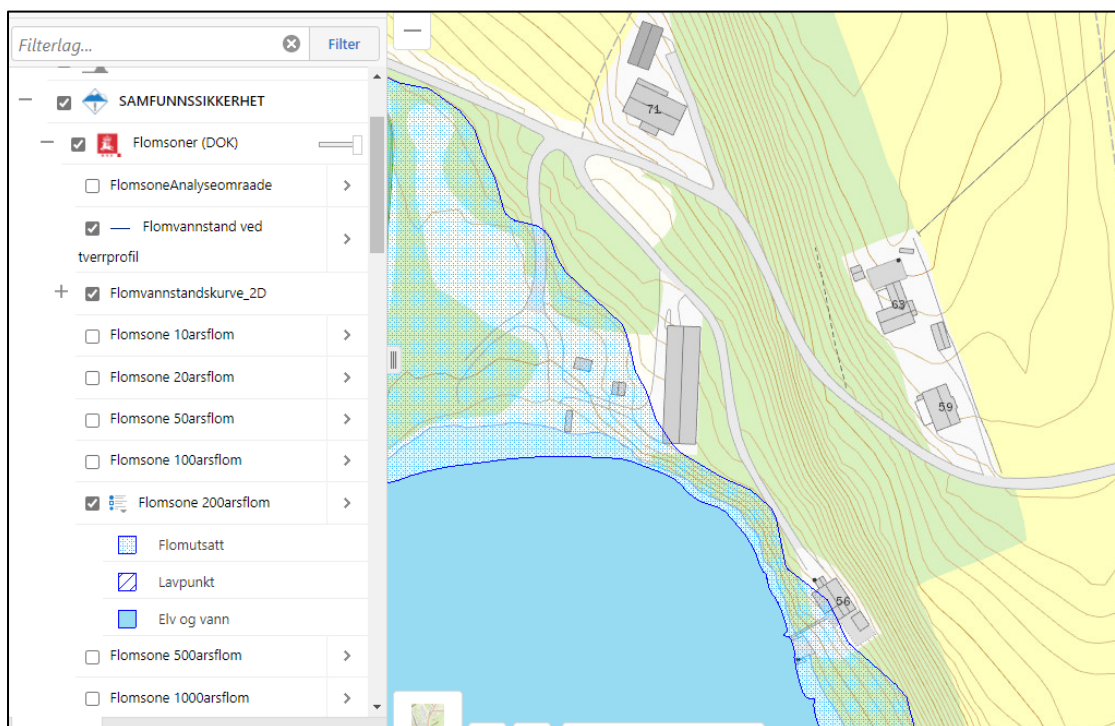 Filterlag...
Filter
SAMFUNNSSIKKERHET
Flomsoner (DOK)
FlomsoneAnalyseomraade
Flomvannstand ved
tverrprofil
Flomvannstandskurve_2D
Flomsone 10arsflom
Flomsone 20arsflom
Flomsone 50arsflom
Flomsone 100arsflom
Flomsone 200arsflom
Flomutsatt
Lavpunkt
Elv og vann
Flomsone 500arsflom
Flomsone 1000arsflom
71
63
59
56